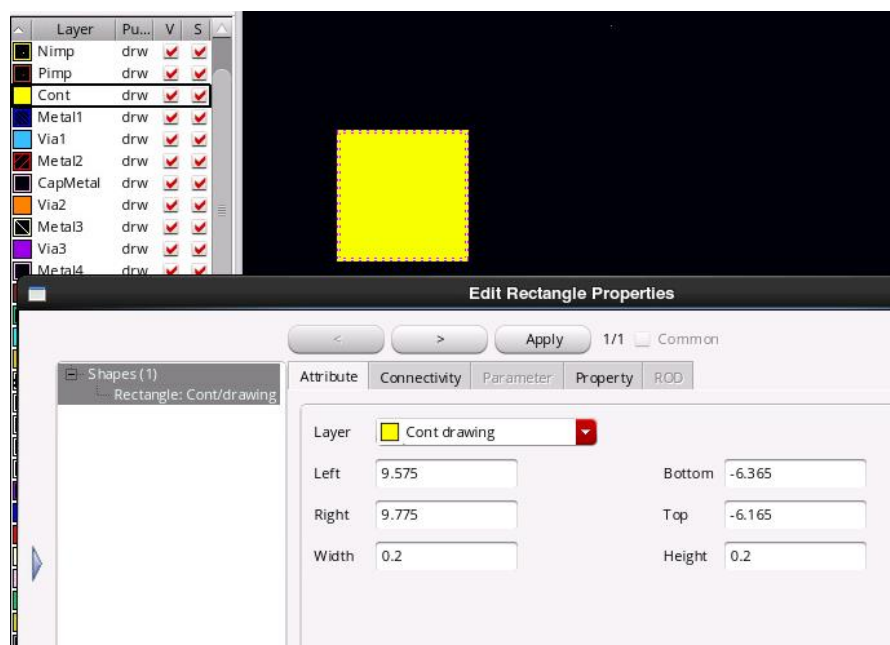 Layer Pu... V S
Nimp drw
Pimp drw
Cont drw
Metal1 drw
Via1 drw
Metal2 drw
CapMetal drw
Via2 drw
Metal3 drw
Via3 drw
Metal4 drw
Edit Rectangle Properties
< > Apply 1/1 Common
Shapes (1)
Rectangle: Cont/drawing
Attribute Connectivity Parameter Property ROD
Layer Cont drawing
Left 9.575 Bottom -6.365
Right 9.775 Top -6.165
Width 0.2 Height 0.2